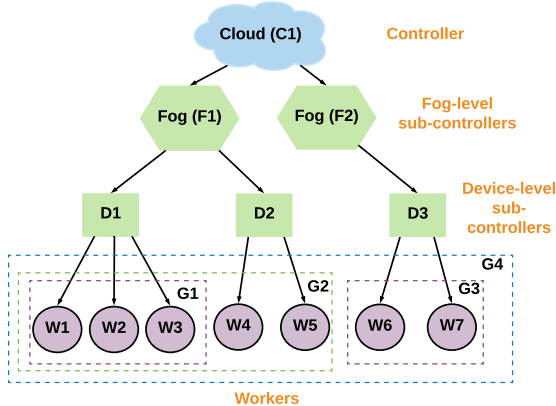 Cloud (C1)
Controller
Fog (F1)
Fog (F2)
Fog-level
sub-controllers
D1
D2
D3
Device-level
sub-
controllers
G4
G1
G2
G3
W1
W2
W3
W4
W5
W6
W7
Workers